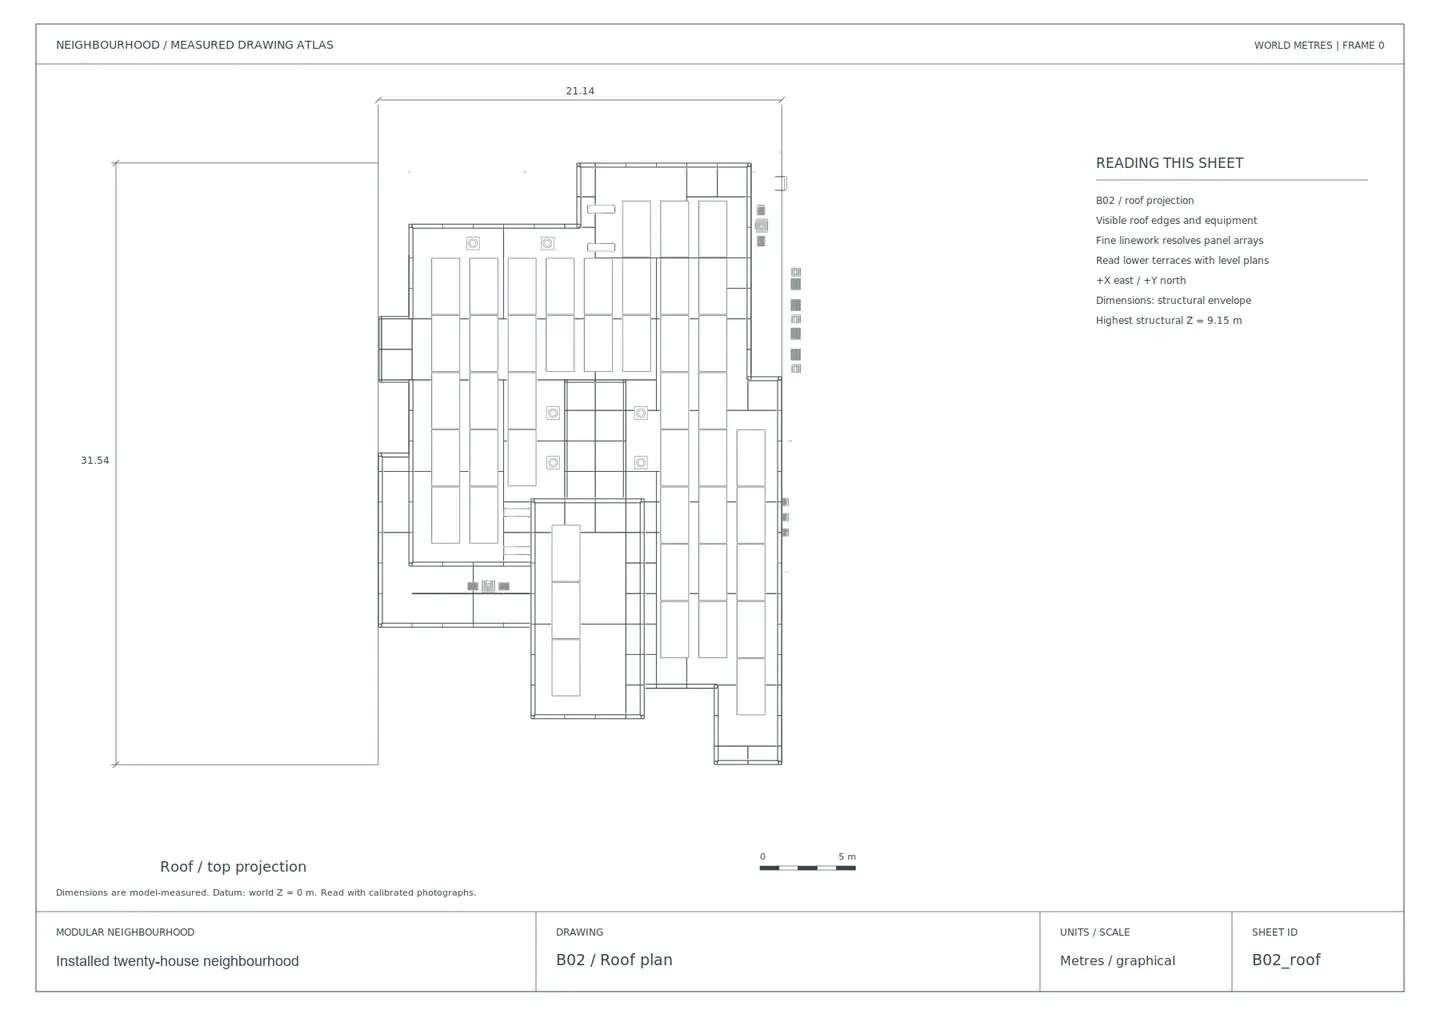 NEIGHBOURHOOD / MEASURED DRAWING ATLAS
WORLD METRES | FRAME 0
21.14
31.54
READING THIS SHEET
B02 / roof projection
Visible roof edges and equipment
Fine linework resolves panel arrays
Read lower terraces with level plans
+X east / +Y north
Dimensions: structural envelope
Highest structural Z = 9.15 m
0 5 m
Roof / top projection
Dimensions are model-measured. Datum: world Z = 0 m. Read with calibrated photographs.
MODULAR NEIGHBOURHOOD
Installed twenty-house neighbourhood
DRAWING
B02 / Roof plan
UNITS / SCALE
Metres / graphical
SHEET ID
B02_roof